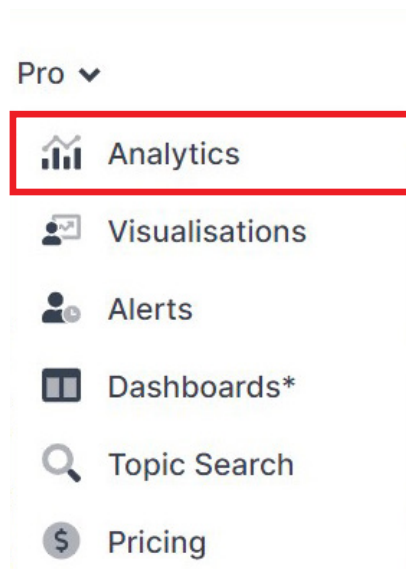 Pro
Analytics
Visualisations
Alerts
Dashboards*
Topic Search
$ Pricing